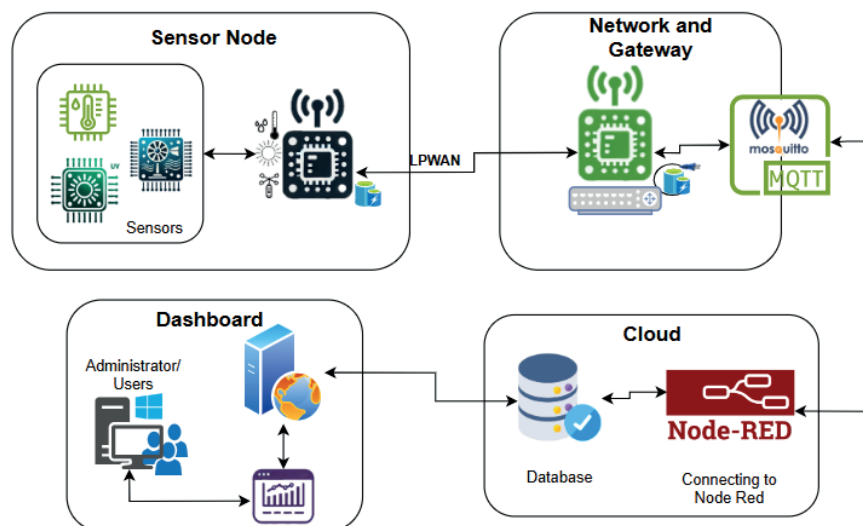 Sensor Node
Sensors
UV
LPWAN
Network and
Gateway
mosquitto
MQTT
Dashboard
Administrator/
Users
Cloud
Database
Node-RED
Connecting to
Node Red